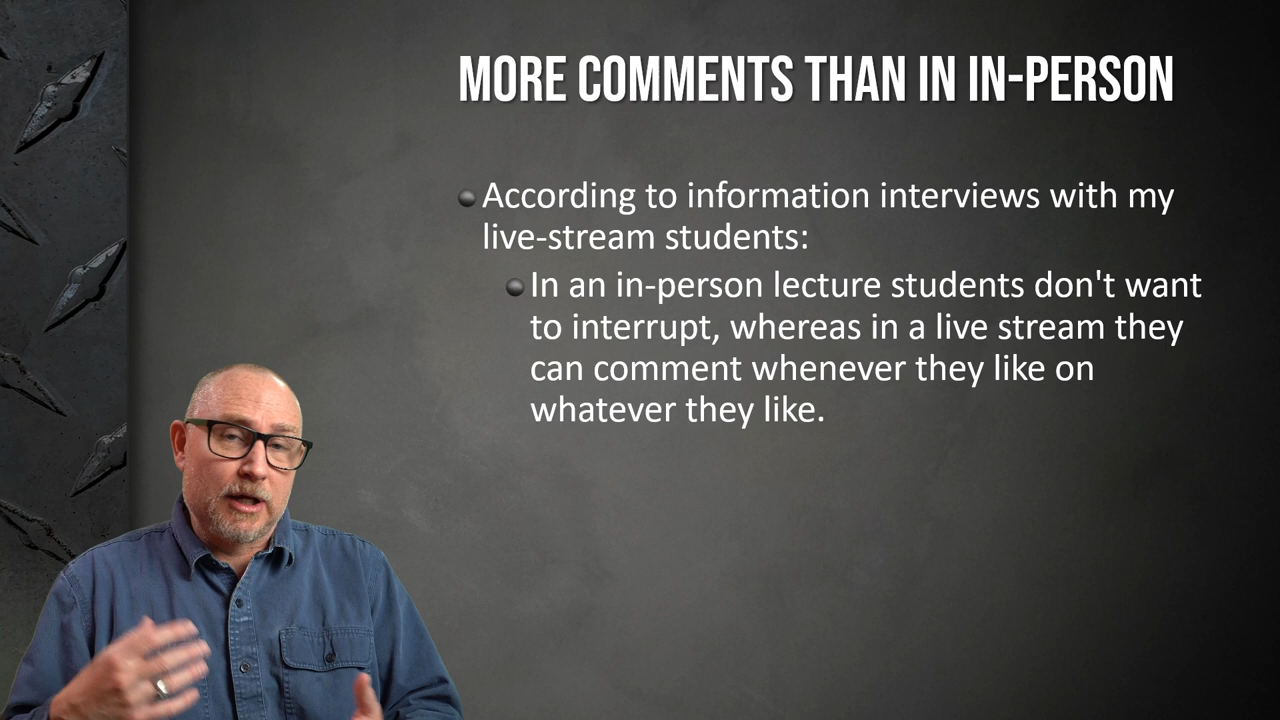 MORE COMMENTS THAN IN IN-PERSON
According to information interviews with my
live-stream students:
In an in-person lecture students don't want
to interrupt, whereas in a live stream they
can comment whenever they like on
whatever they like.